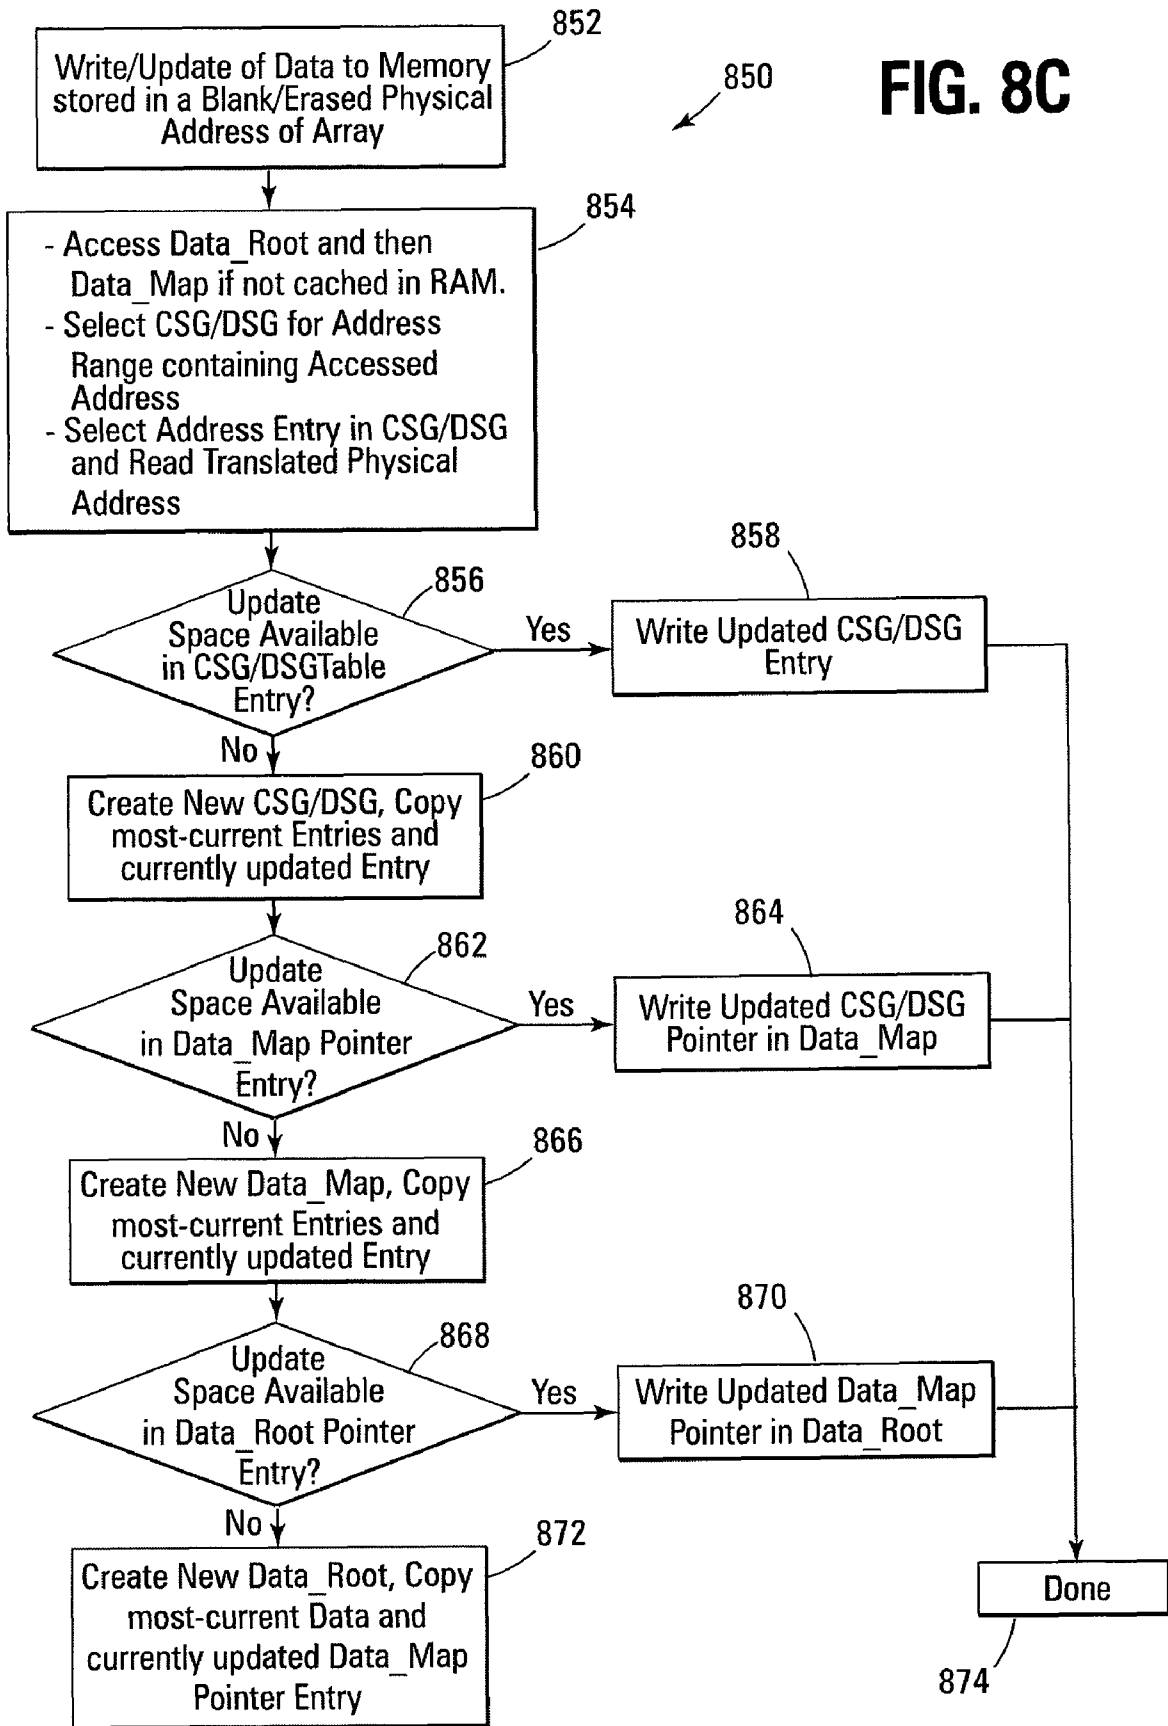 852
Write/Update of Data to Memory
stored in a Blank/Erased Physical
Address of Array
850
FIG. 8C
854
- Access Data_Root and then
Data_Map if not cached in RAM.
- Select CSG/DSG for Address
Range containing Accessed
Address
- Select Address Entry in CSG/DSG
and Read Translated Physical
Address
856
Update
Space Available
in CSG/DSGTable
Entry?
Yes
858
Write Updated CSG/DSG
Entry
No
860
Create New CSG/DSG, Copy
most-current Entries and
currently updated Entry
862
Update
Space Available
in Data_Map Pointer
Entry?
Yes
864
Write Updated CSG/DSG
Pointer in Data_Map
No
866
Create New Data_Map, Copy
most-current Entries and
currently updated Entry
868
Update
Space Available
in Data_Root Pointer
Entry?
Yes
870
Write Updated Data_Map
Pointer in Data_Root
No
872
Create New Data_Root, Copy
most-current Data and
currently updated Data_Map
Pointer Entry
Done
874